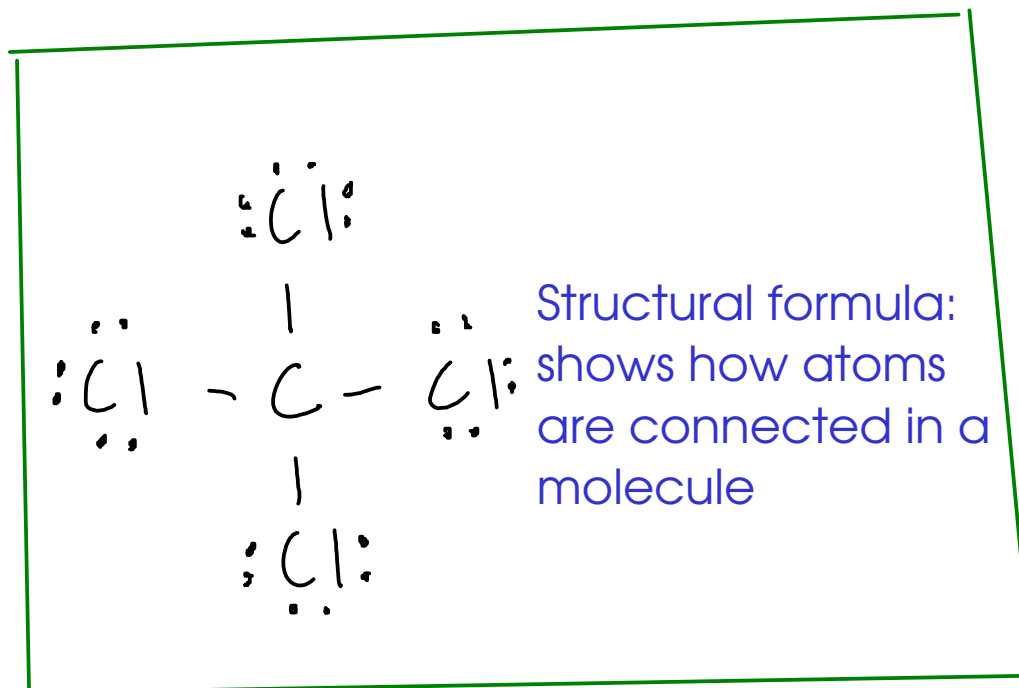 Cl
Cl - C - Cl
Cl
Structural formula:
shows how atoms
are connected in a
molecule